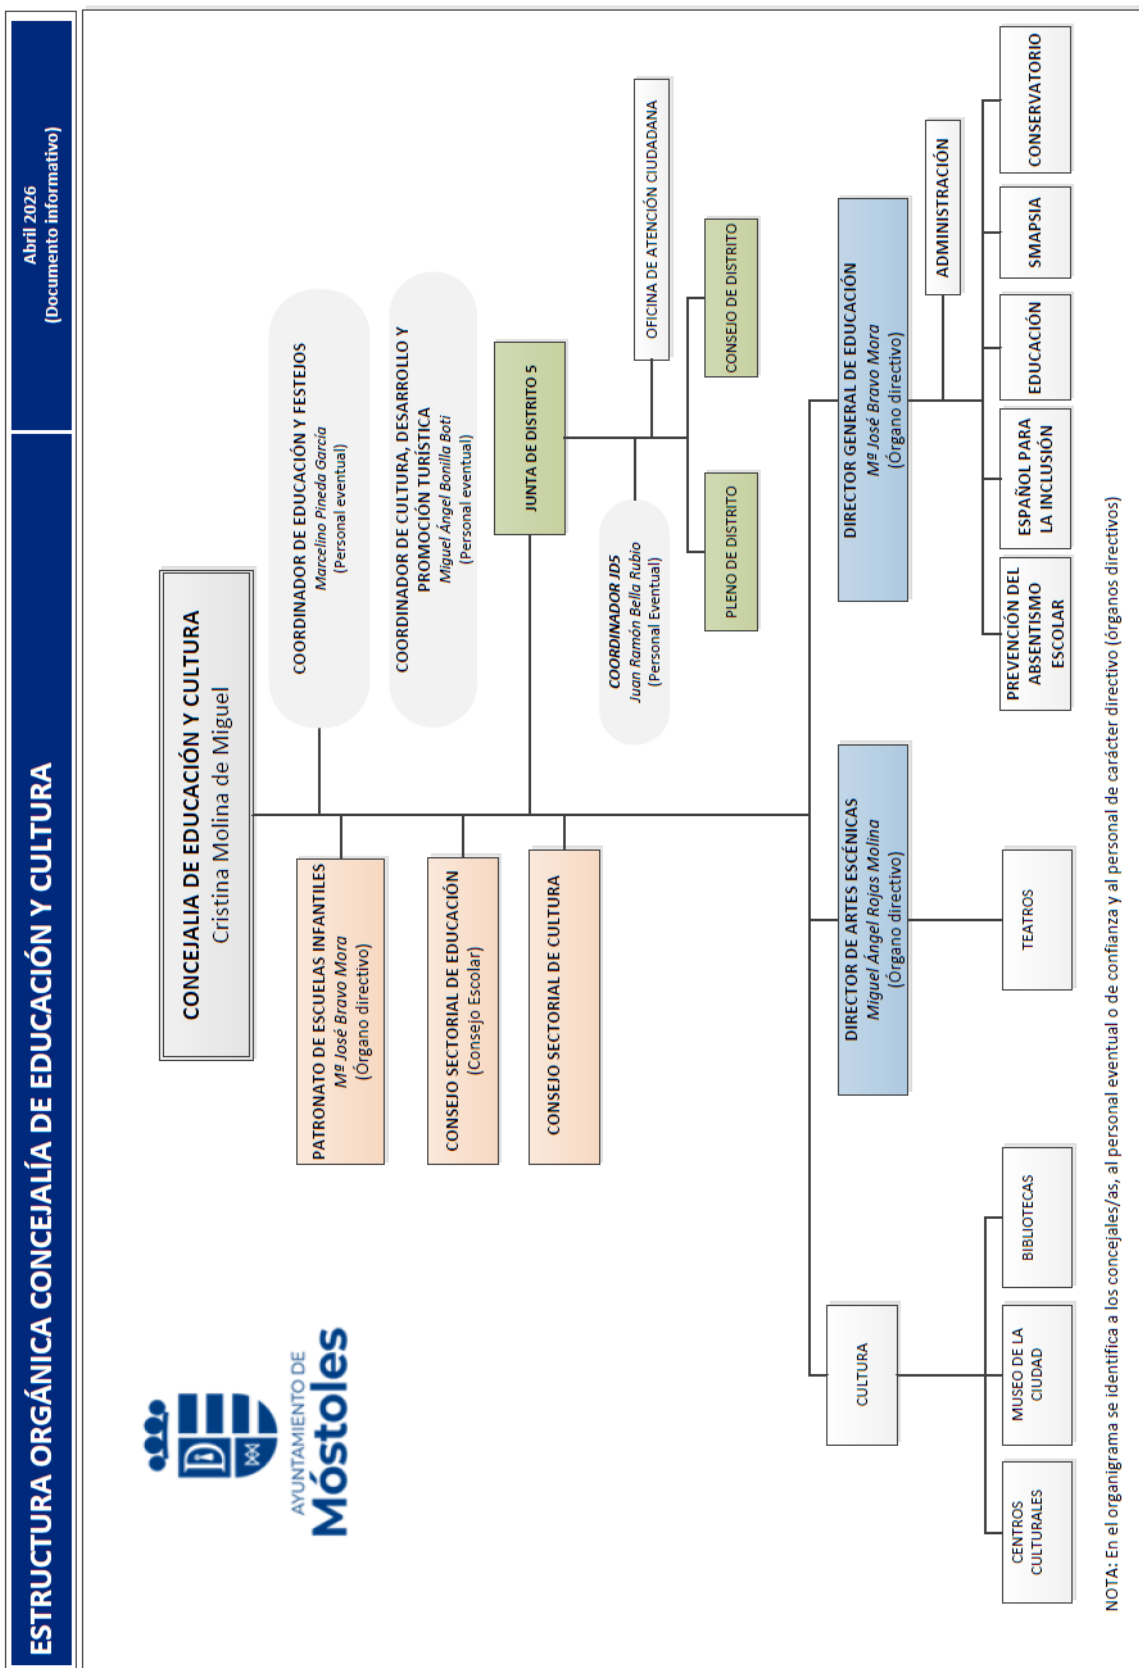 ESTRUCTURA ORGÁNICA CONCEJALÍA DE EDUCACIÓN Y CULTURA
Abril 2026
(Documento informativo)
AYUNTAMIENTO DE
Móstoles
CONCEJALIA DE EDUCACIÓN Y CULTURA
Cristina Molina de Miguel
COORDINADOR DE EDUCACIÓN Y FESTEJOS
Marcelino Pineda García
(Personal eventual)
COORDINADOR DE CULTURA, DESARROLLO Y
PROMOCIÓN TURÍSTICA
Miguel Ángel Bonilla Boti
(Personal eventual)
PATRONATO DE ESCUELAS INFANTILES
Mª José Bravo Mora
(Órgano directivo)
CONSEJO SECTORIAL DE EDUCACIÓN
(Consejo Escolar)
CONSEJO SECTORIAL DE CULTURA
JUNTA DE DISTRITO 5
COORDINADOR JD5
Juan Ramón Bella Rubio
(Personal Eventual)
OFICINA DE ATENCIÓN CIUDADANA
PLENO DE DISTRITO
CONSEJO DE DISTRITO
CULTURA
DIRECTOR DE ARTES ESCÉNICAS
Miguel Ángel Rojas Molina
(Órgano directivo)
DIRECTOR GENERAL DE EDUCACIÓN
Mª José Bravo Mora
(Órgano directivo)
ADMINISTRACIÓN
CENTROS
CULTURALES
MUSEO DE LA
CIUDAD
BIBLIOTECAS
TEATROS
PREVENCIÓN DEL
ABSENTISMO
ESCOLAR
ESPAÑOL PARA
LA INCLUSIÓN
EDUCACIÓN
SMAPSIA
CONSERVATORIO
NOTA: En el organigrama se identifica a los concejales/as, al personal eventual o de confianza y al personal de carácter directivo (órganos directivos)